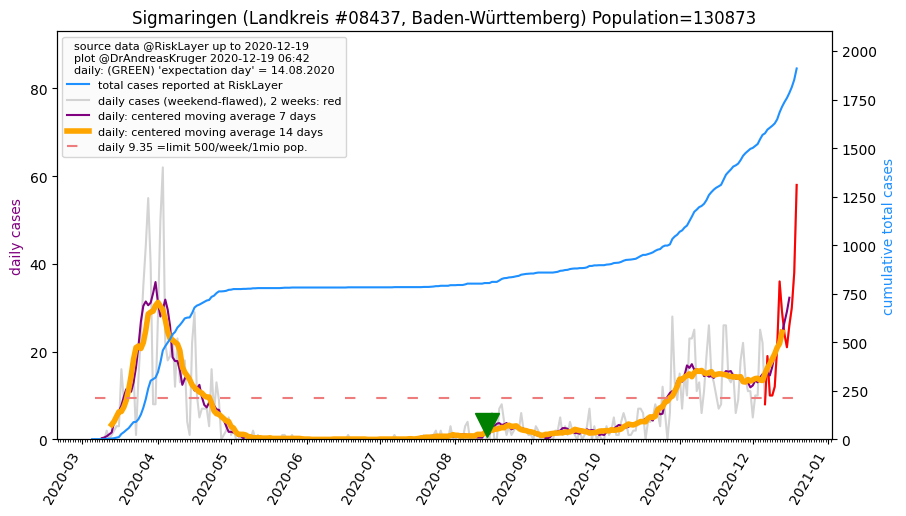 Sigmaringen (Landkreis #08437, Baden-Württemberg) Population=130873
source data @RiskLayer up to 2020-12-19
plot @DrAndreasKruger 2020-12-19 06:42
daily: (GREEN) 'expectation day' = 14.08.2020
total cases reported at RiskLayer
daily cases (weekend-flawed), 2 weeks: red
daily: centered moving average 7 days
daily: centered moving average 14 days
daily 9.35 =limit 500/week/1mio pop.
daily cases
80
60
40
20
0
cumulative total cases
2000
1750
1500
1250
1000
750
500
250
0
2020-03
2020-04
2020-05
2020-06
2020-07
2020-08
2020-09
2020-10
2020-11
2020-12
2021-01